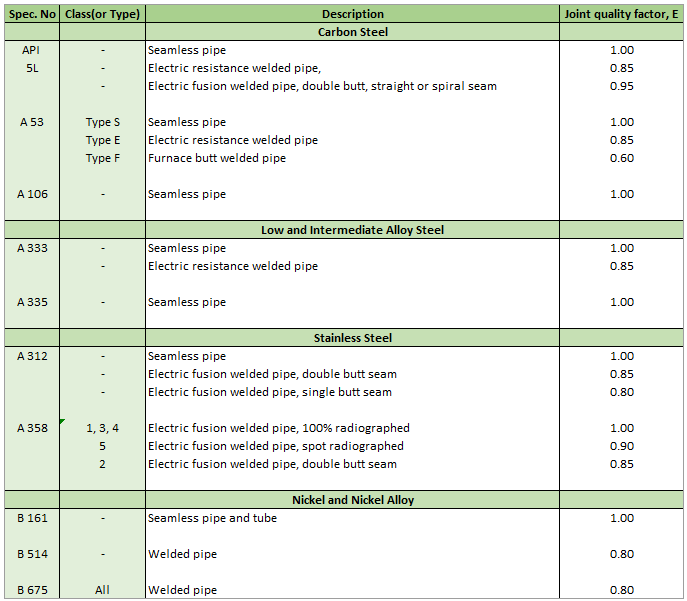 Spec. No Class(or Type) Description Joint quality factor, E
Carbon Steel
API - Seamless pipe 1.00
5L - Electric resistance welded pipe, 0.85
- Electric fusion welded pipe, double butt, straight or spiral seam 0.95
A 53 Type S Seamless pipe 1.00
Type E Electric resistance welded pipe 0.85
Type F Furnace butt welded pipe 0.60
A 106 - Seamless pipe 1.00
Low and Intermediate Alloy Steel
A 333 - Seamless pipe 1.00
- Electric resistance welded pipe 0.85
A 335 - Seamless pipe 1.00
Stainless Steel
A 312 - Seamless pipe 1.00
- Electric fusion welded pipe, double butt seam 0.85
- Electric fusion welded pipe, single butt seam 0.80
A 358 1, 3, 4 Electric fusion welded pipe, 100% radiographed 1.00
5 Electric fusion welded pipe, spot radiographed 0.90
2 Electric fusion welded pipe, double butt seam 0.85
Nickel and Nickel Alloy
B 161 - Seamless pipe and tube 1.00
B 514 - Welded pipe 0.80
B 675 All Welded pipe 0.80